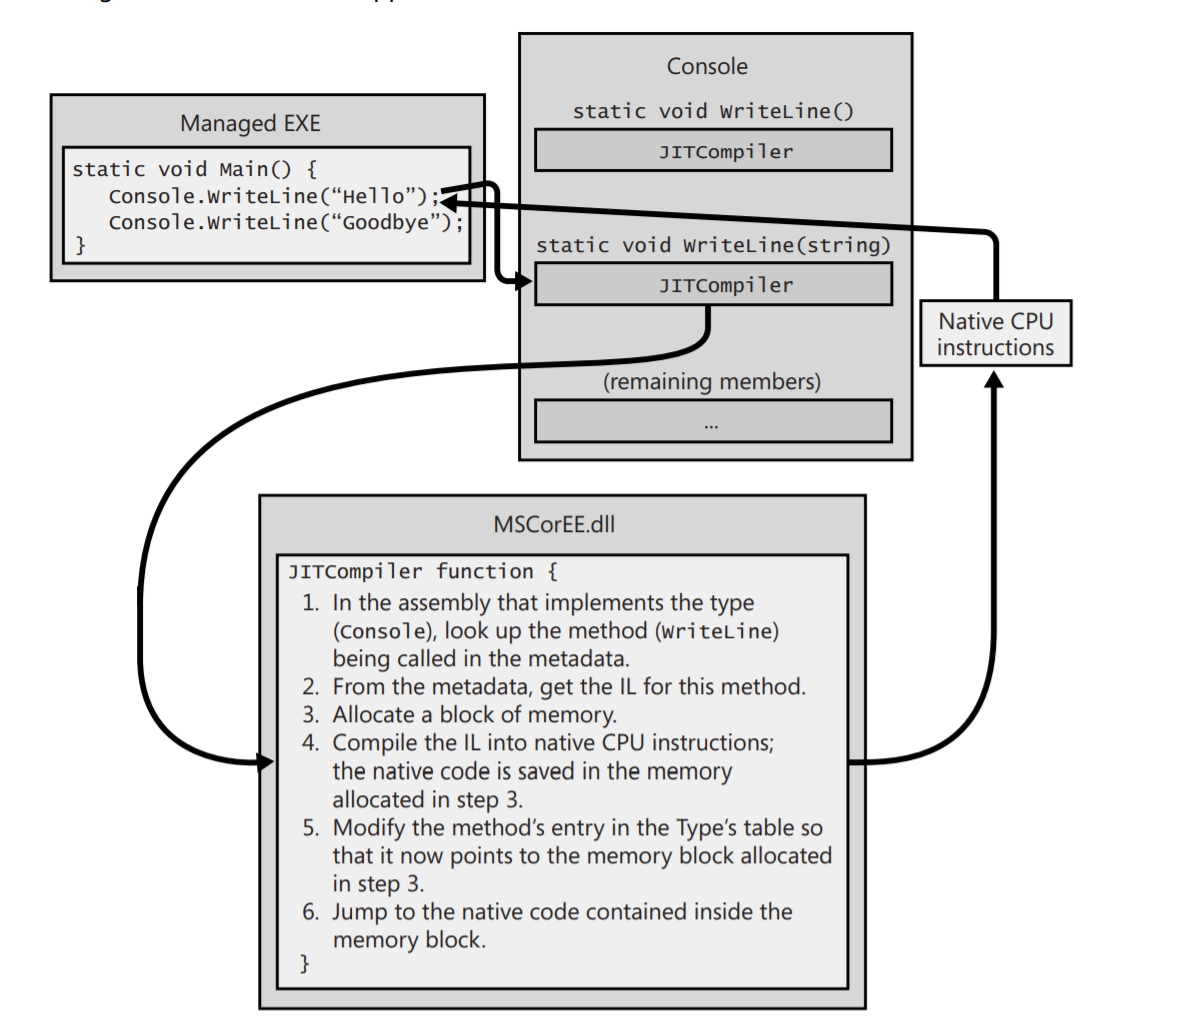 Managed EXE
static void Main() {
Console.WriteLine(“Hello”);
Console.WriteLine(“Goodbye”);
}
Console
static void WriteLine()
JITCompiler
static void WriteLine(string)
JITCompiler
(remaining members)
...
Native CPU
instructions
MSCorEE.dll
JITCompiler function {
1. In the assembly that implements the type
(Console), look up the method (WriteLine)
being called in the metadata.
2. From the metadata, get the IL for this method.
3. Allocate a block of memory.
4. Compile the IL into native CPU instructions;
the native code is saved in the memory
allocated in step 3.
5. Modify the method’s entry in the Type’s table so
that it now points to the memory block allocated
in step 3.
6. Jump to the native code contained inside the
memory block.
}